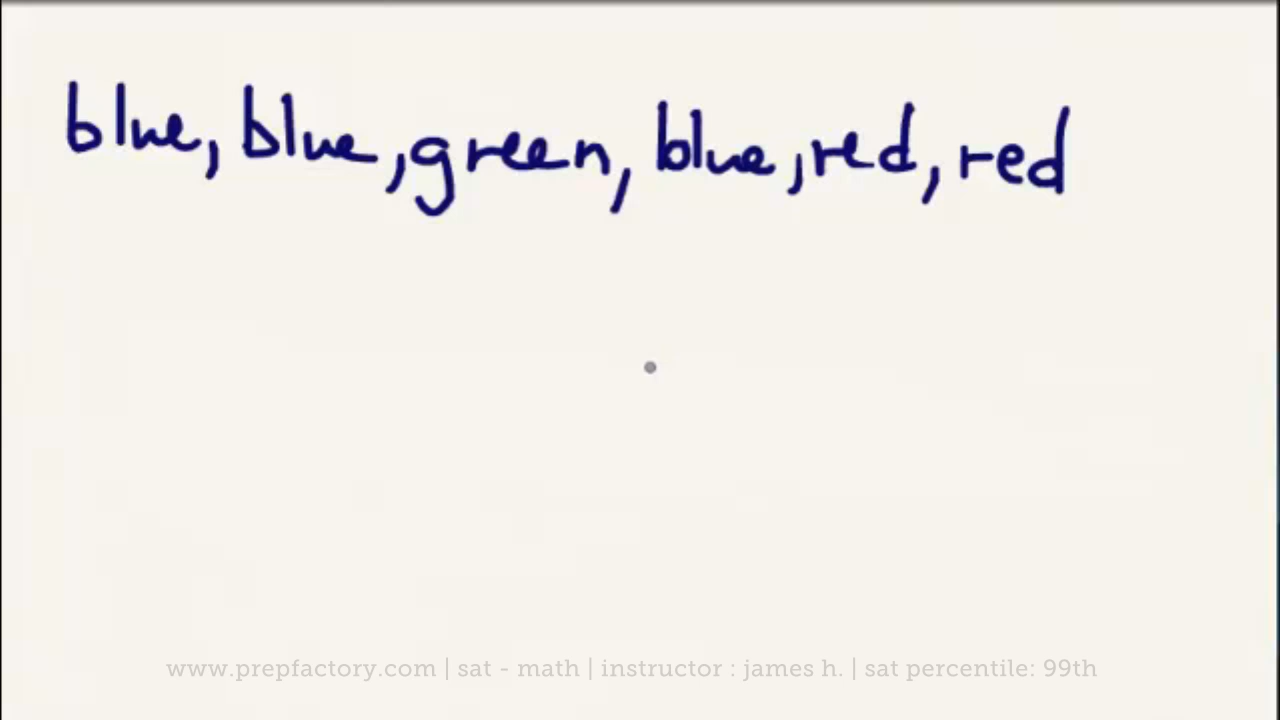 blue, blue, green, blue, red, red
www.prepfactory.com | sat - math | instructor : james h. | sat percentile: 99th